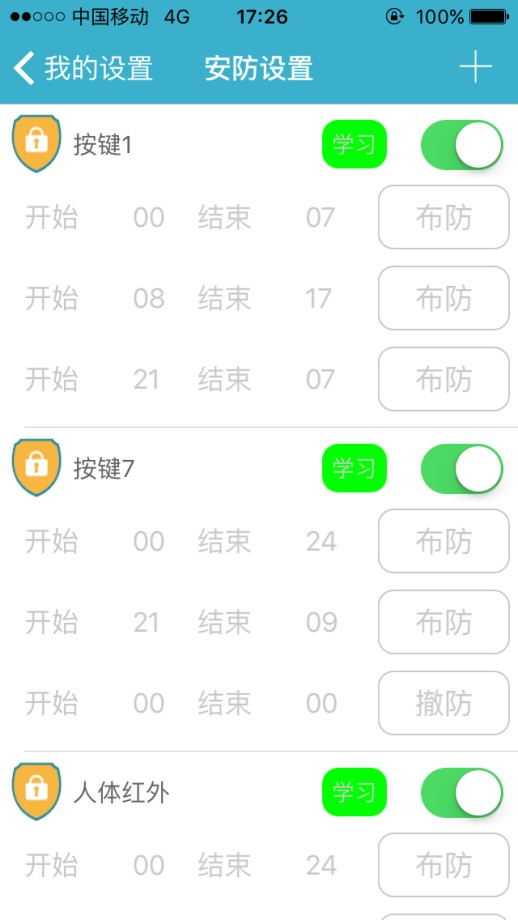 中国移动 4G 17:26 100%
我的设置 安防设置
按键1 学习
开始 00 结束 07 布防
开始 08 结束 17 布防
开始 21 结束 07 布防
按键7 学习
开始 00 结束 24 布防
开始 21 结束 09 布防
开始 00 结束 00 撤防
人体红外 学习
开始 00 结束 24 布防